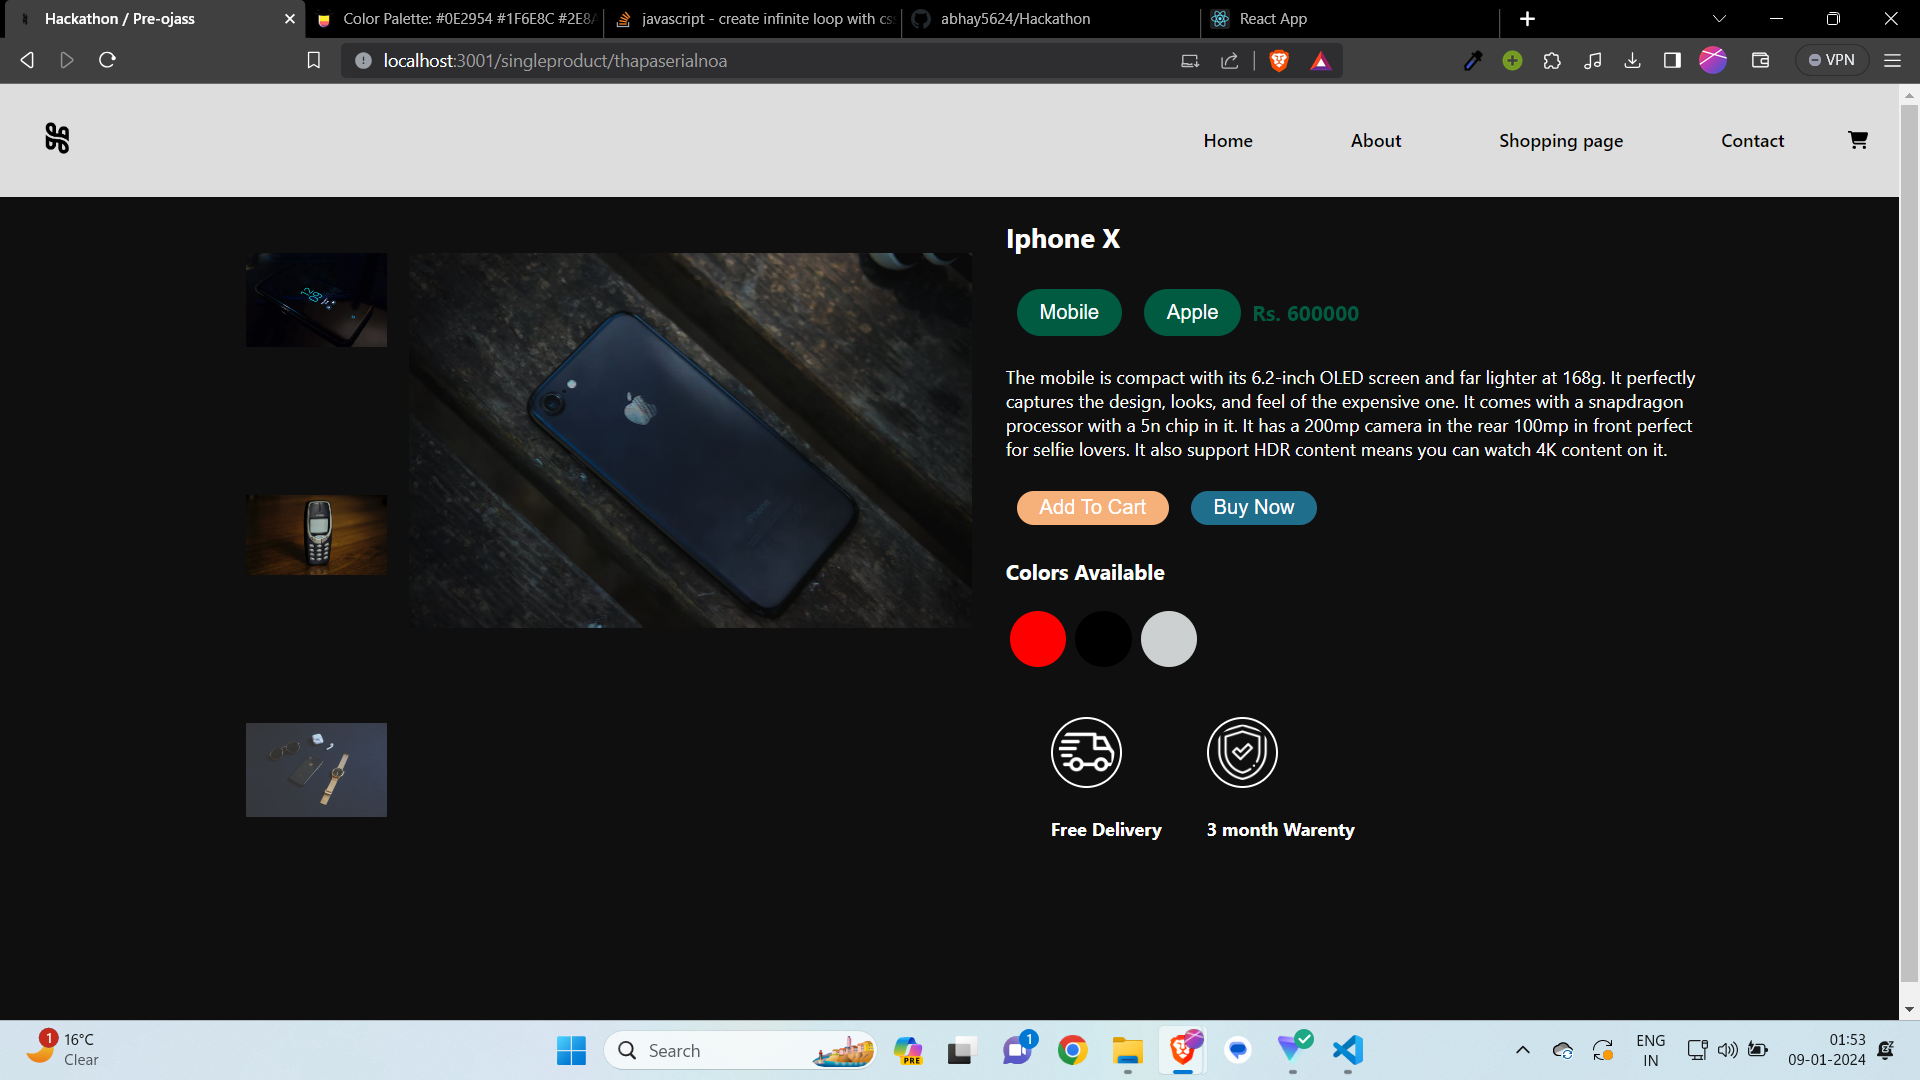 Hackathon / Pre-ojass
Color Palette: #0E2954 #1F6E8C #2E8A
javascript - create infinite loop with css
abhay5624/Hackathon
React App
localhost:3001/singleproduct/thapaserialnoa
VPN
Home
About
Shopping page
Contact
Iphone X
Mobile
Apple
Rs. 600000
The mobile is compact with its 6.2-inch OLED screen and far lighter at 168g. It perfectly
captures the design, looks, and feel of the expensive one. It comes with a snapdragon
processor with a 5n chip in it. It has a 200mp camera in the rear 100mp in front perfect
for selfie lovers. It also support HDR content means you can watch 4K content on it.
Add To Cart
Buy Now
Colors Available
Free Delivery
3 month Warenty
1
16°C
Clear
Search
PRE
1
ENG
IN
01:53
09-01-2024